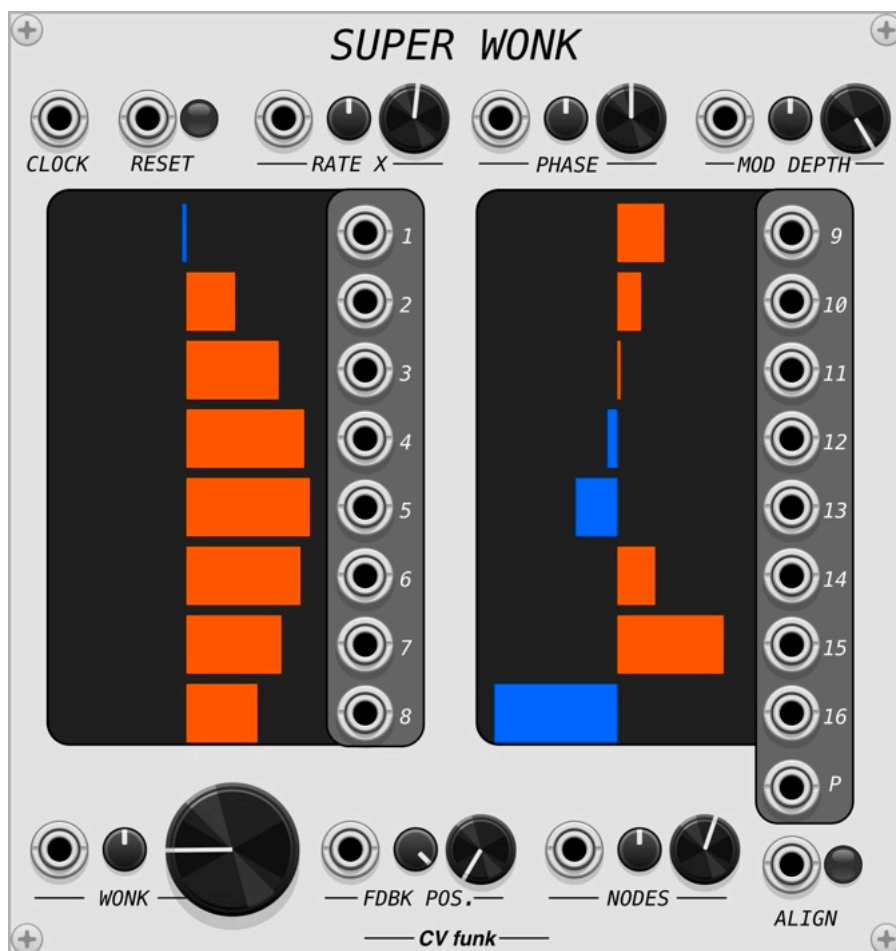 SUPER WONK
CLOCK RESET RATE X PHASE MOD DEPTH
1 9
2 10
3 11
4 12
5 13
6 14
7 15
8 16
P
WONK FDBK POS. NODES
ALIGN
CV funk